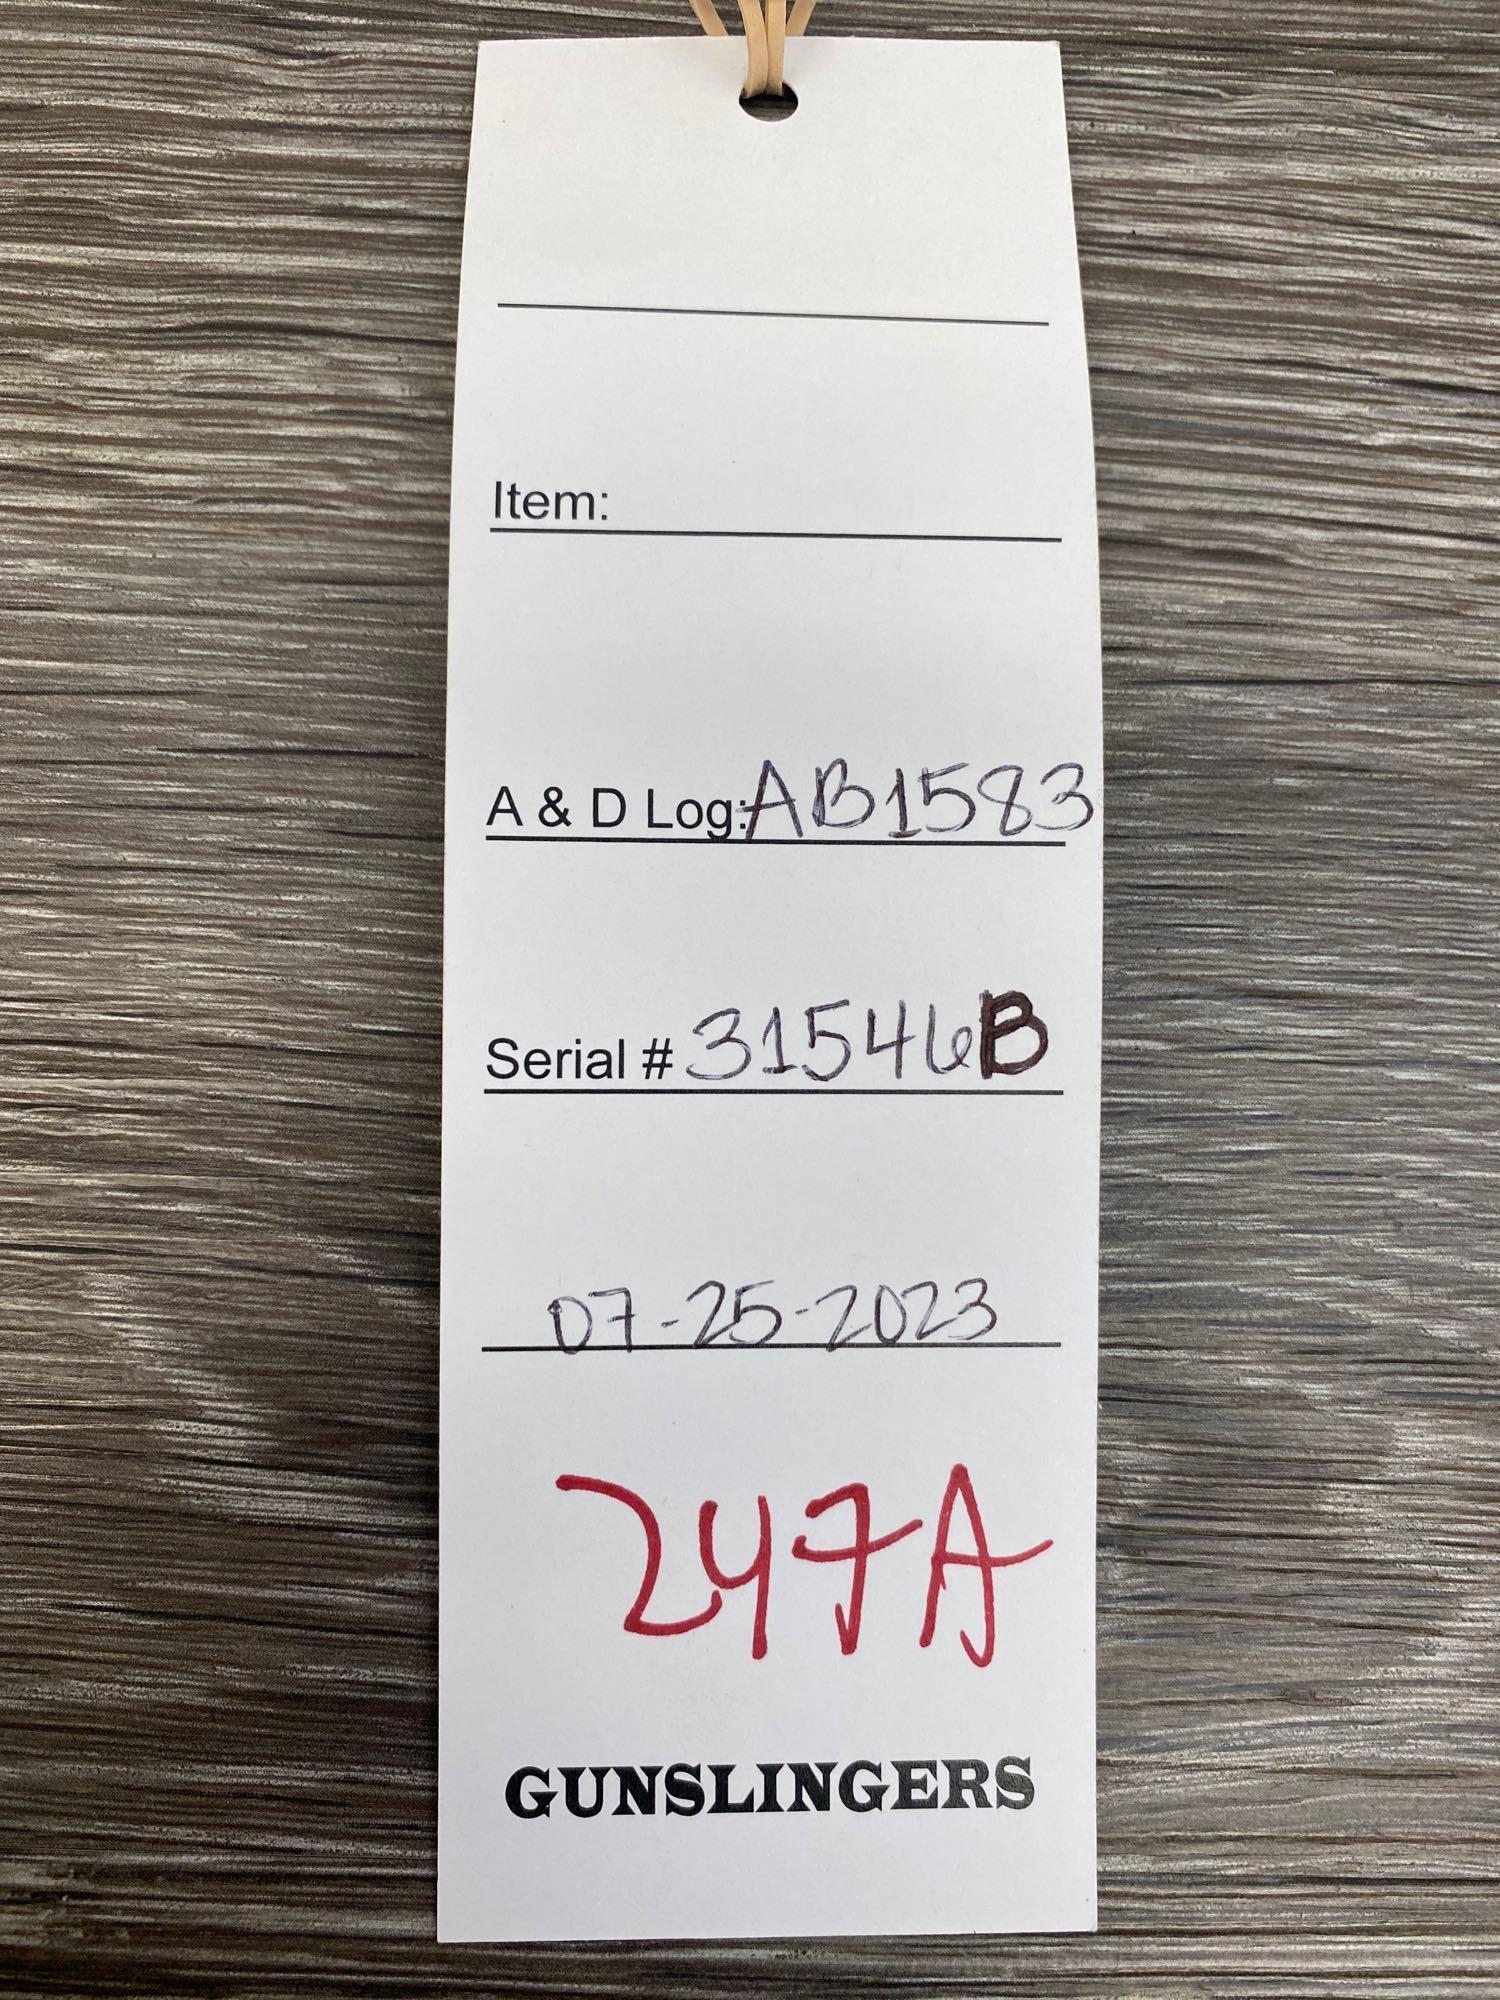 Item:
A & D Log: AB1583
Serial # 31546B
07-25-2023
247A
GUNSLINGERS